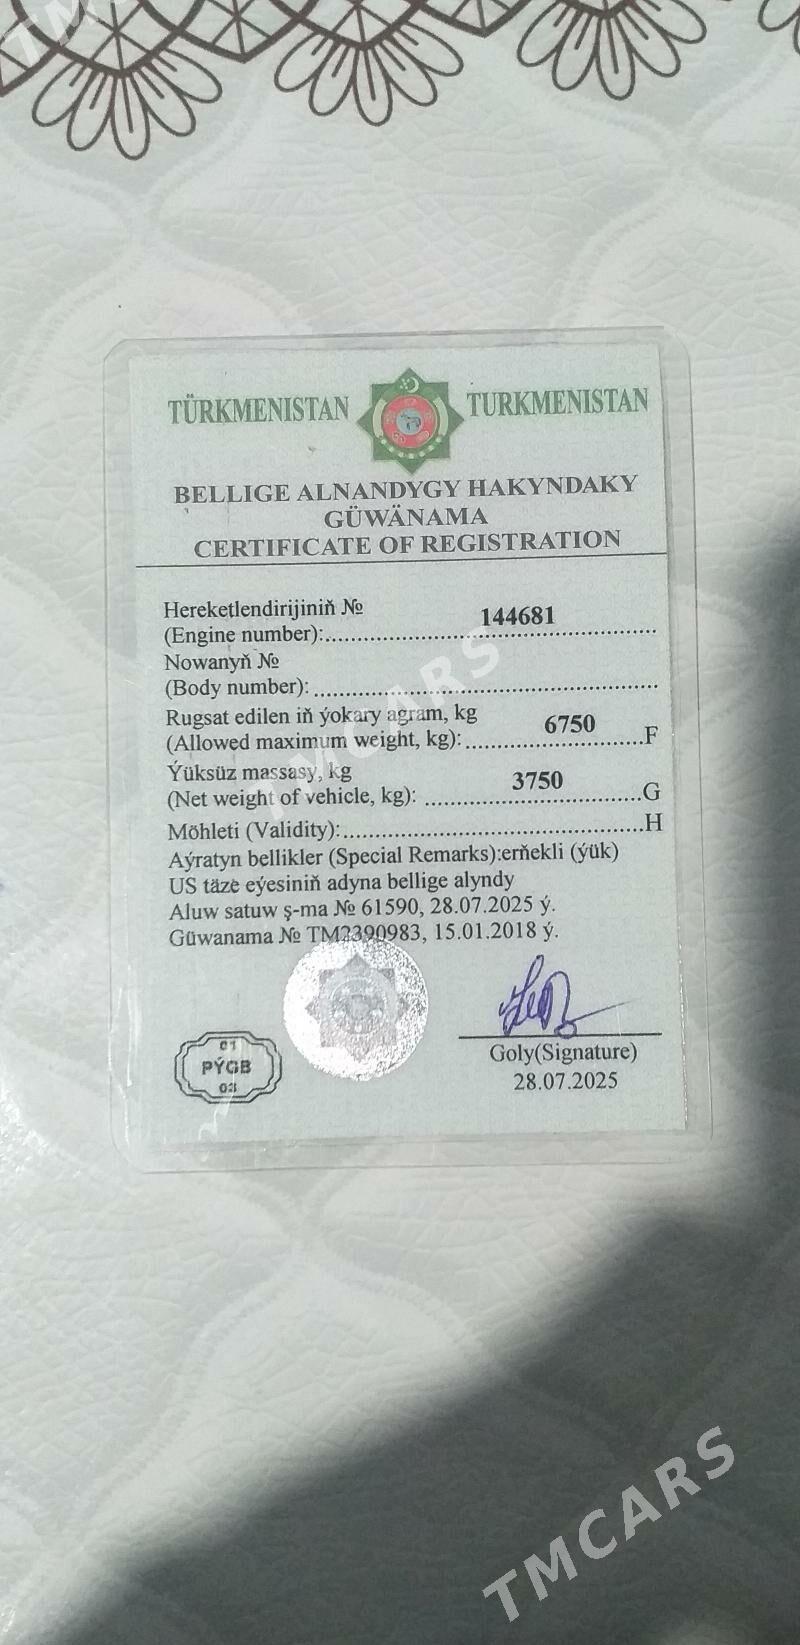 TÜRKMENISTAN TURKMENISTAN
BELLIGE ALNANDYGY HAKYNDAKY
GÜWÄNAMA
CERTIFICATE OF REGISTRATION
Hereketlendirijiniň №
(Engine number):..........144681
Nowanyň №
(Body number):..........
Rugsat edilen iň ýokary agram, kg
(Allowed maximum weight, kg):..........6750..........F
Ýüksüz massasy, kg
(Net weight of vehicle, kg):..........3750..........G
Möhleti (Validity):..........H
Aýratyn bellikler (Special Remarks):erňekli (ýük)
US täze eýesiniň adyna bellige alyndy
Aluw satuw ş-ma № 61590, 28.07.2025 ý.
Güwanama № TM2390983, 15.01.2018 ý.
01
PÝGB
03
Goly(Signature)
28.07.2025
TMCARS
TMCARS